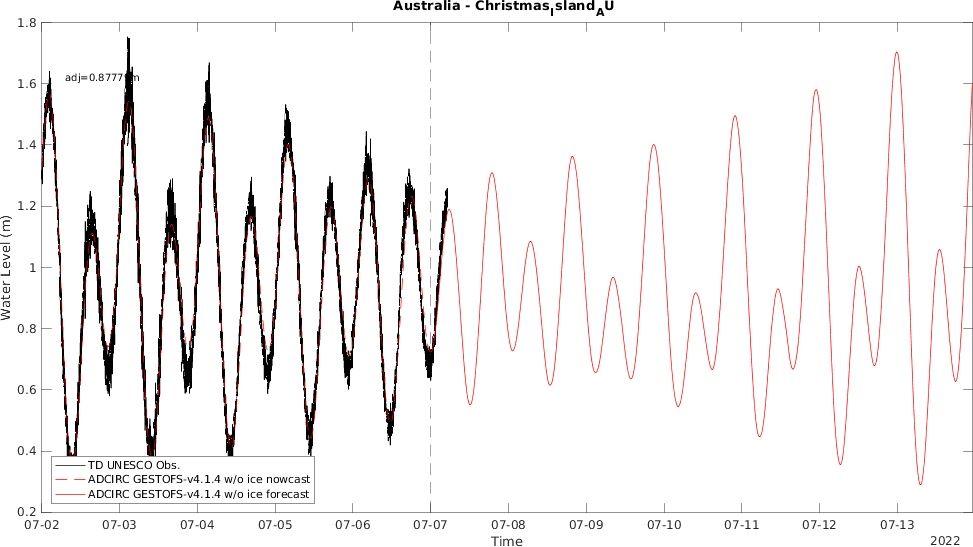 Australia - Christmas_Island_AU
adj=0.8777 m
1.8
1.6
1.4
1.2
1
0.8
0.6
0.4
0.2
Water Level (m)
TD UNESCO Obs.
ADCIRC GESTOFS-v4.1.4 w/o ice nowcast
ADCIRC GESTOFS-v4.1.4 w/o ice forecast
07-02 07-03 07-04 07-05 07-06 07-07 07-08 07-09 07-10 07-11 07-12 07-13
Time
2022